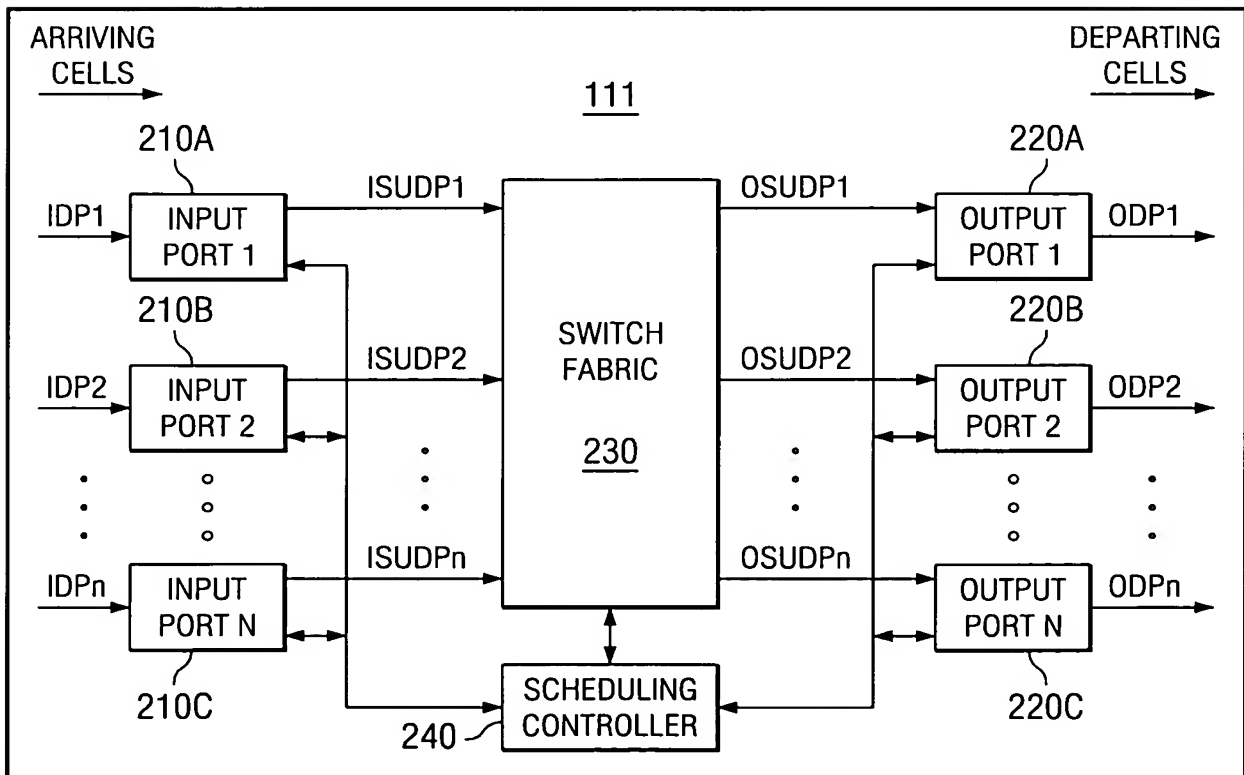 ARRIVING
CELLS
DEPARTING
CELLS
111
210A
220A
IDP1
INPUT
PORT 1
ISUDP1
OSUDP1
OUTPUT
PORT 1
ODP1
210B
220B
IDP2
INPUT
PORT 2
ISUDP2
SWITCH
FABRIC
230
OSUDP2
OUTPUT
PORT 2
ODP2
IDPn
INPUT
PORT N
ISUDPn
OSUDPn
OUTPUT
PORT N
ODPn
210C
240
SCHEDULING
CONTROLLER
220C